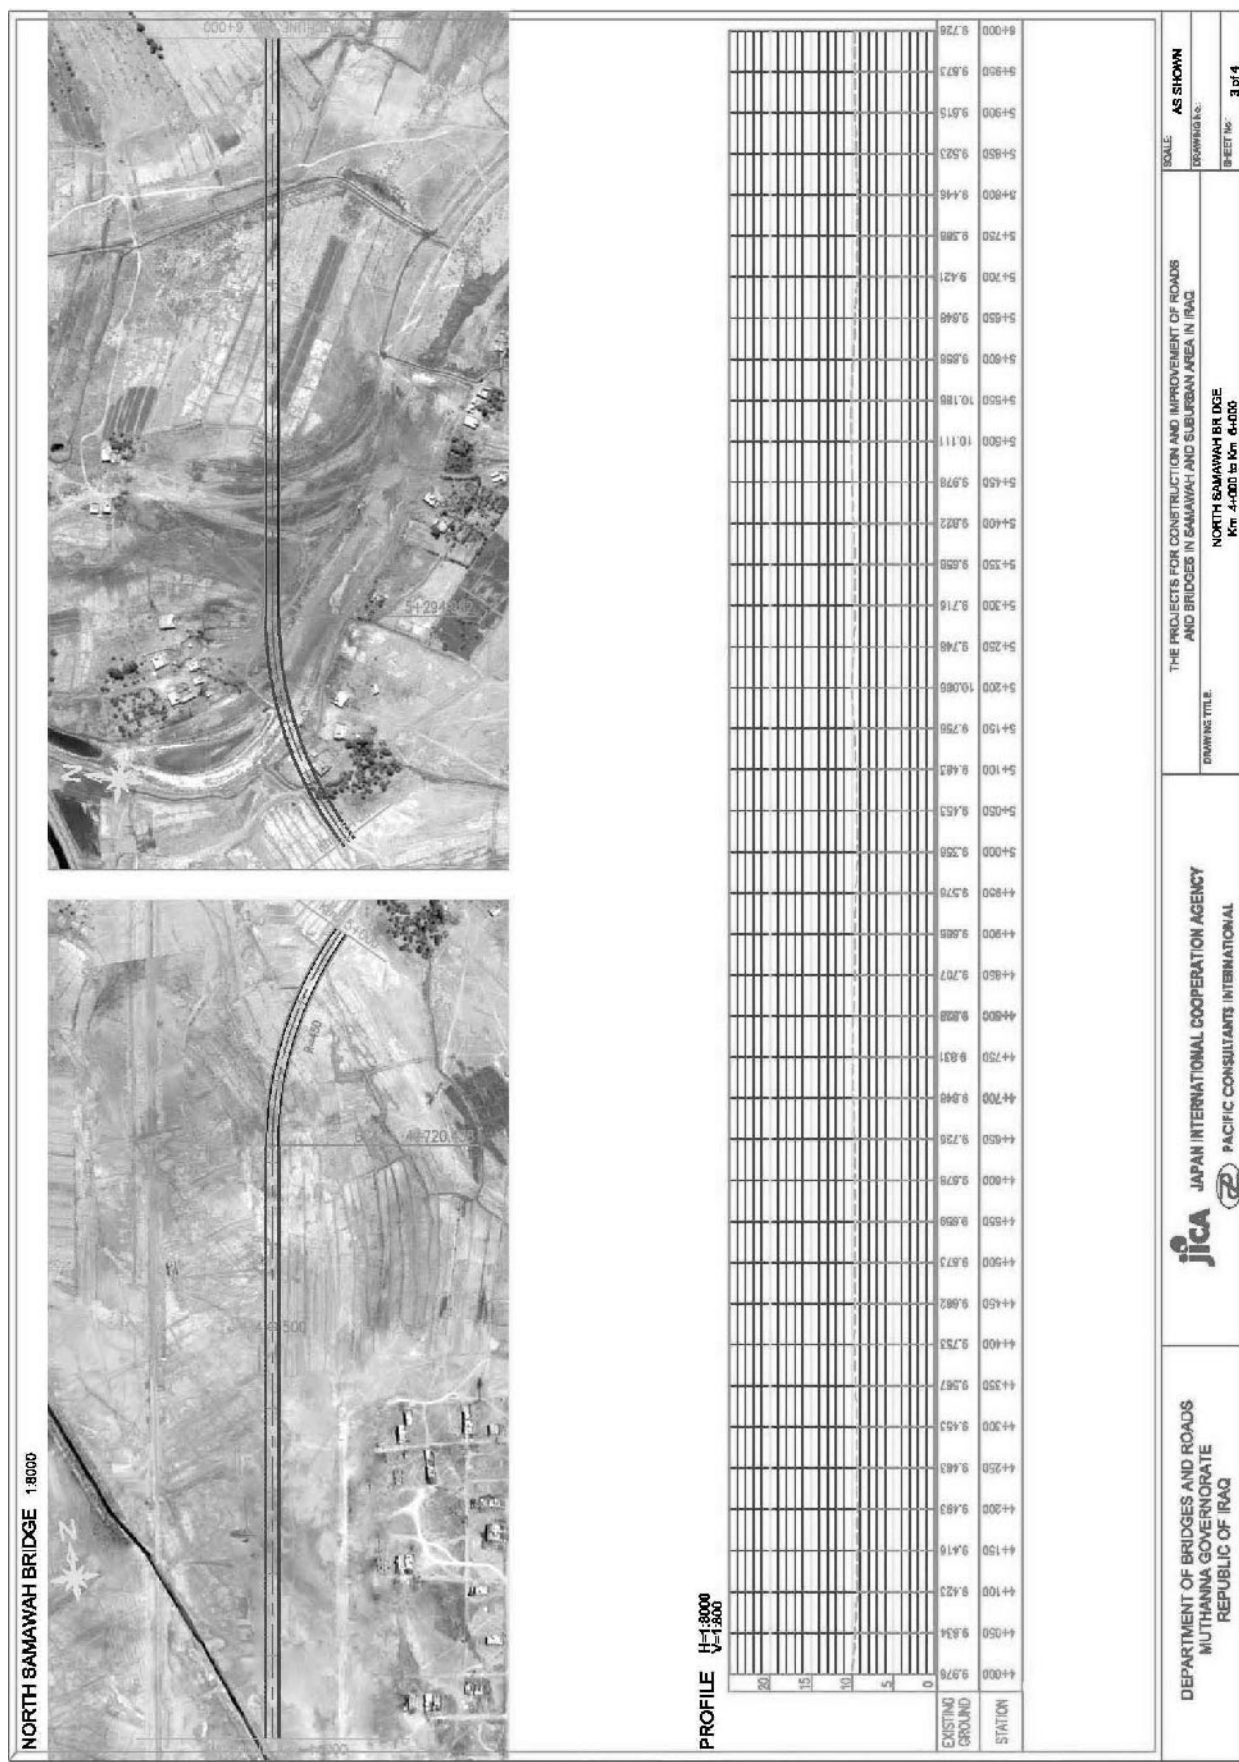 NORTH SAMAWAH BRIDGE 1:8000
R=450
PROFILE H=1:8000
V=1:800
20
15
10
5
0
EXISTING GROUND 9.976 9.634 9.423 9.416 9.493 9.463 9.453 9.567 9.753 9.682 9.673 9.659 9.678 9.726 9.848 9.831 9.707 9.578 9.358 9.453 9.483 9.756 10.086 9.748 9.716 9.658 9.822 9.978 10.111 10.186 9.856 9.848 9.421 9.388 9.446 9.523 9.615 9.673 9.726
STATION 4+000 4+050 4+100 4+150 4+200 4+250 4+300 4+350 4+400 4+450 4+500 4+550 4+600 4+650 4+700 4+750 4+800 4+850 4+900 4+950 5+000 5+050 5+100 5+150 5+200 5+250 5+300 5+350 5+400 5+450 5+500 5+550 5+600 5+650 5+700 5+750 5+800 5+850 5+900 5+950 6+000
DEPARTMENT OF BRIDGES AND ROADS
MUTHANNA GOVERNORATE
REPUBLIC OF IRAQ
jica JAPAN INTERNATIONAL COOPERATION AGENCY
PACIFIC CONSULTANTS INTERNATIONAL
THE PROJECTS FOR CONSTRUCTION AND IMPROVEMENT OF ROADS
AND BRIDGES IN SAMAWAH AND SUBURBAN AREA IN IRAQ
DRAWING TITLE:
NORTH SAMAWAH BRIDGE
Km 4+000 to Km 6+000
SCALE: AS SHOWN
DRAWING No.:
SHEET No.: 3 of 4